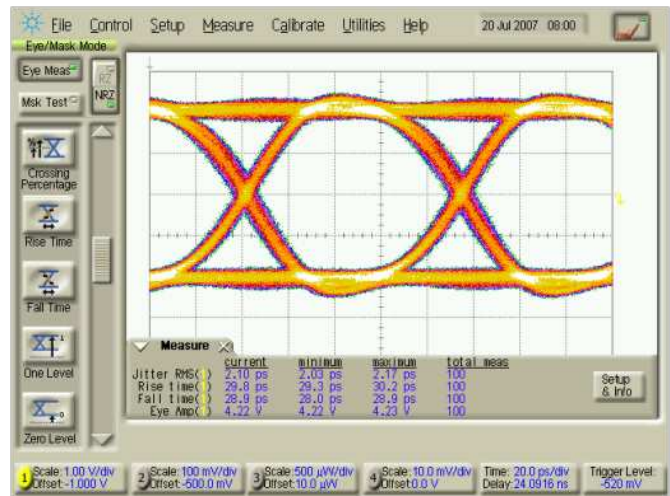 File Control Setup Measure Calibrate Utilities Help 20 Jul 2007 08:00
Eye/Mask Mode
Eye Meas
RZ
Msk Test
NRZ
Crossing
Percentage
Rise Time
Fall Time
One Level
Zero Level
Measure
current minimum maximum total meas
Jitter RMS(1) 2.10 ps 2.03 ps 2.17 ps 100
Rise time(1) 29.8 ps 29.3 ps 30.2 ps 100
Fall time(1) 28.9 ps 28.0 ps 28.9 ps 100
Eye Amp(1) 4.22 V 4.22 V 4.23 V 100
Setup
& Info
1 Scale:1.00 V/div
Offset:-1.000 V
2 Scale:100 mV/div
Offset:-500.0 mV
3 Scale:500 µW/div
Offset:10.0 µW
4 Scale:10.0 mV/div
Offset:0.0 V
Time: 20.0 ps/div
Delay:24.0916 ns
Trigger Level:
-520 mV